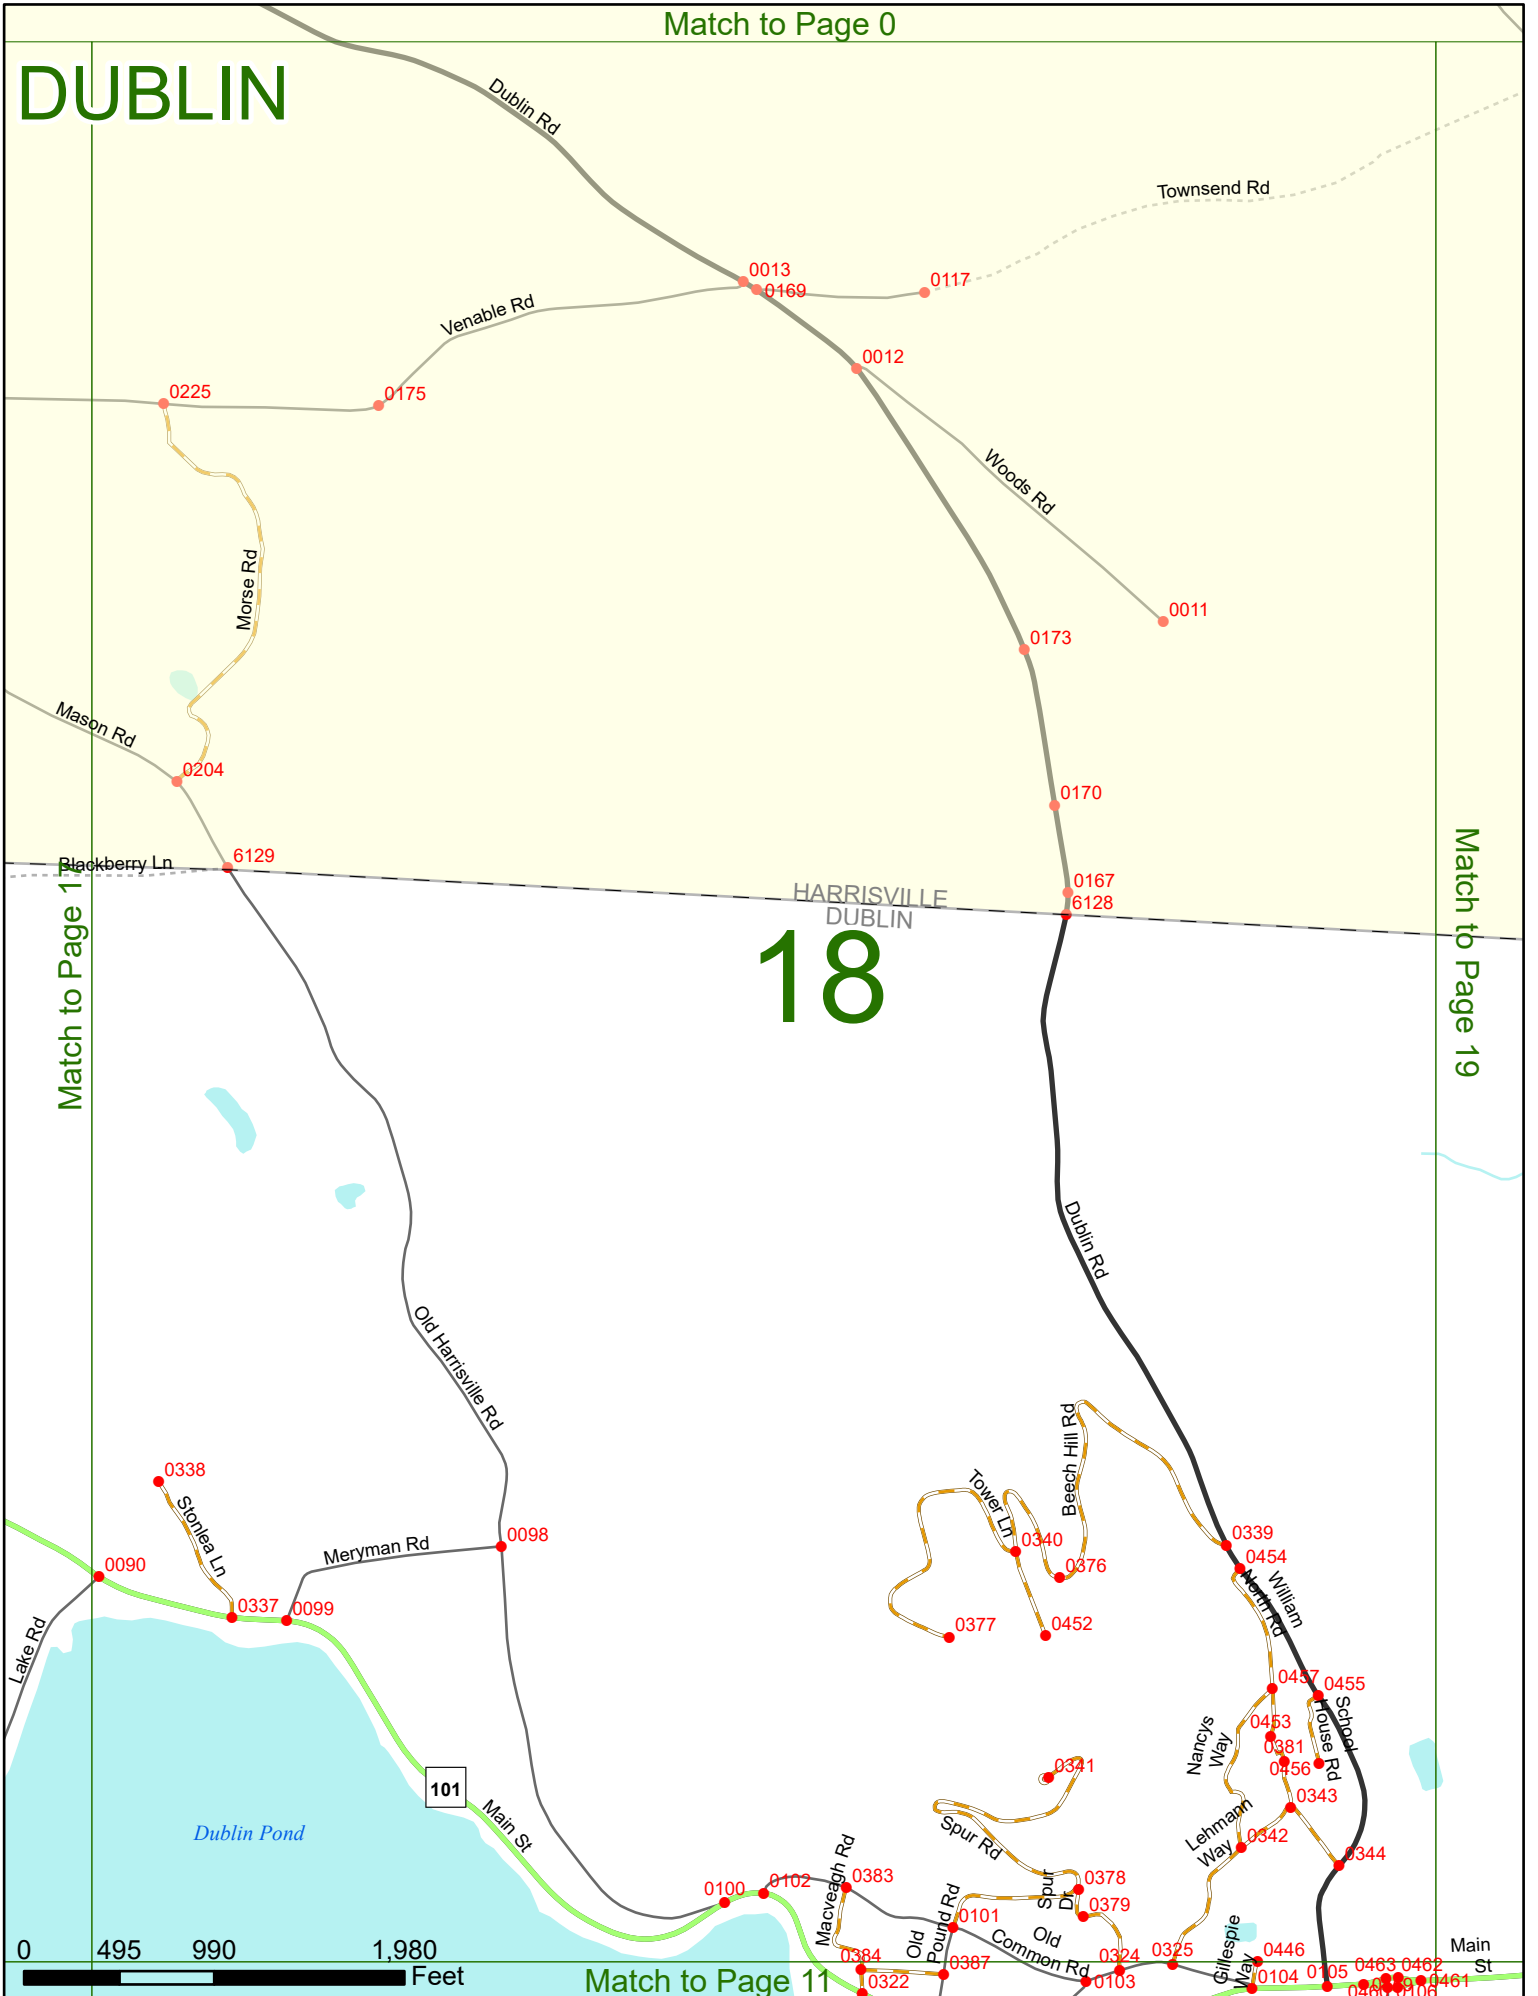 Match to Page 0
DUBLIN
Dublin Rd
Townsend Rd
0013
0169
0117
Venable Rd
0012
0225
0175
Woods Rd
Morse Rd
0011
0173
Mason Rd
0204
0170
Blackberry Ln
6129
0167
6128
HARRISVILLE
DUBLIN
18
Match to Page 17
Match to Page 19
Dublin Rd
Old Harrisville Rd
Beech Hill Rd
Tower Ln
0338
Stonlea Ln
0098
Meryman Rd
0090
0337
0099
0340
0376
0339
0454
North Rd
William
0377
0452
Lake Rd
0457
0455
School
House Rd
Nancys
Way
0453
0381
0456
0341
0343
101
Main St
Dublin Pond
Spur Rd
Lehmann
Way
0342
0344
Macveagh Rd
0383
0378
Spur
Dr
0379
0100
0102
Old
Pound Rd
0101
Old
Common Rd
Gillespie
Way
0
495
990
1,980
Feet
0384
0322
0387
0324
0103
0325
0446
0104
0105
0463
0462
0461
0460
0106
Main
St
Match to Page 11